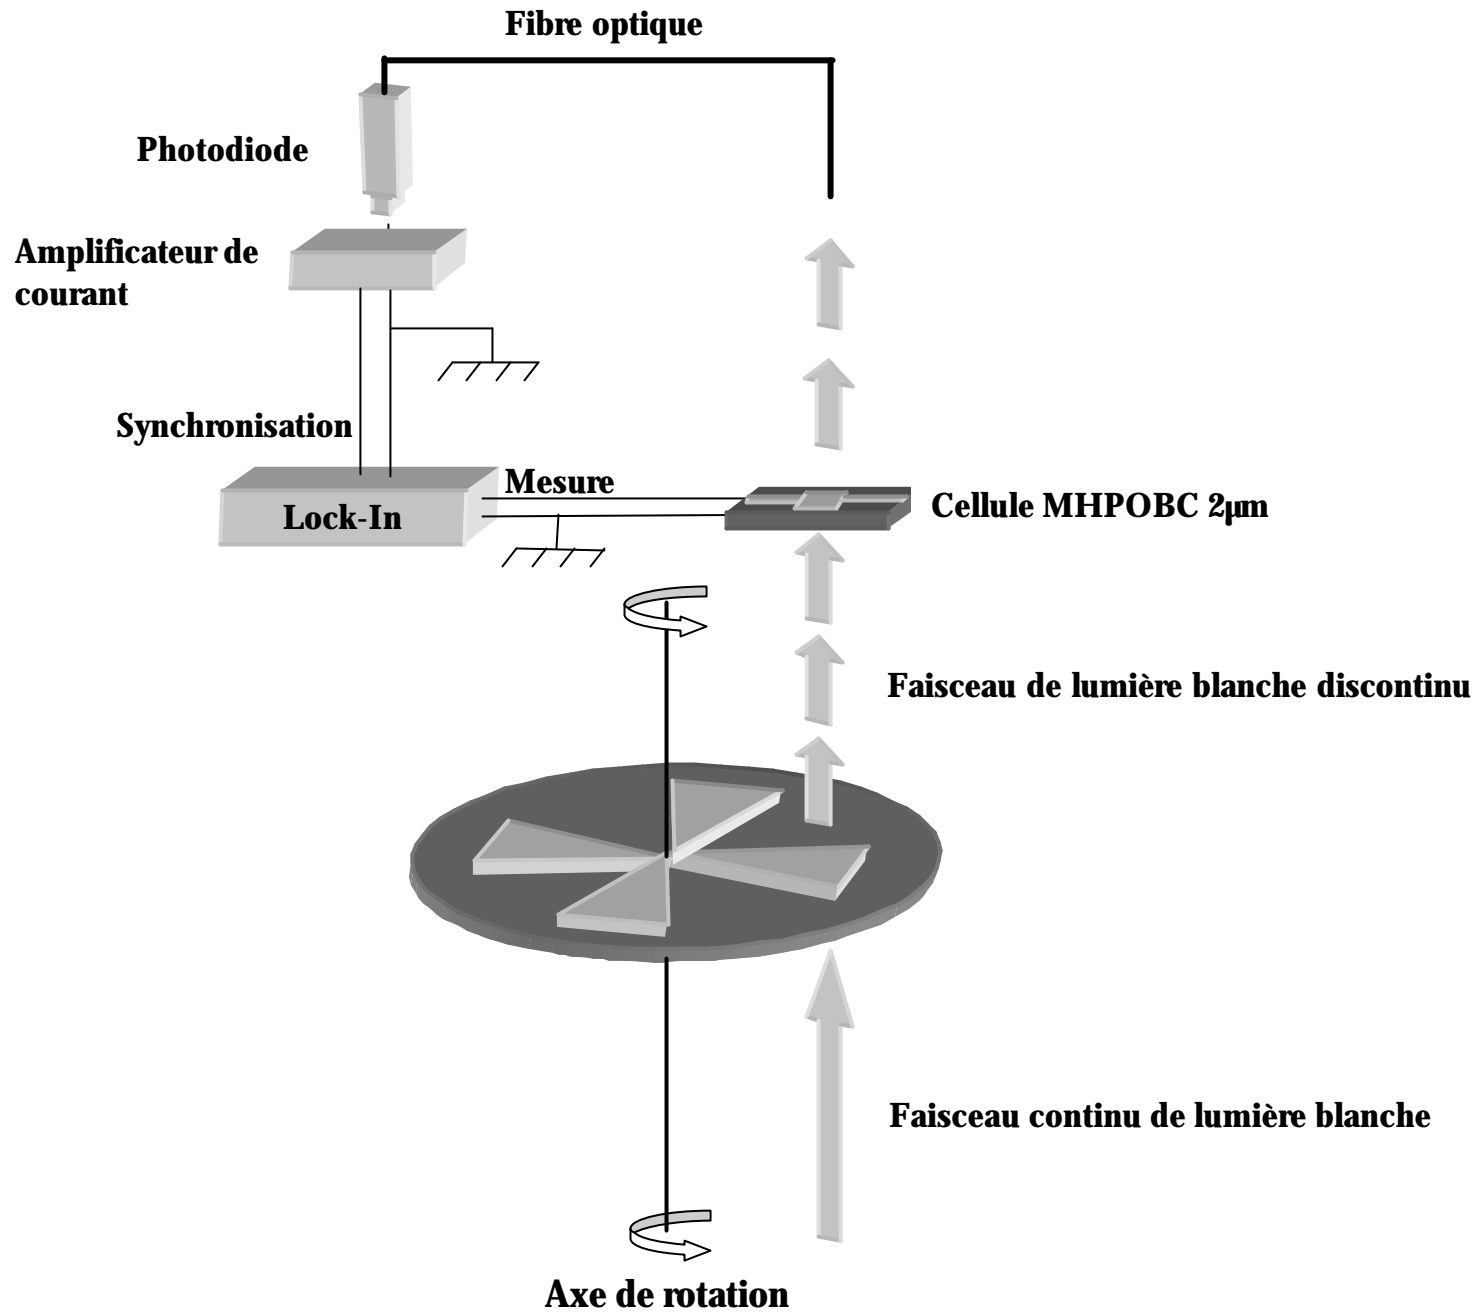 Fibre optique
Photodiode
Amplificateur de
courant
Synchronisation
Mesure
Lock-In
Cellule MHPOBC 2µm
Faisceau de lumière blanche discontinu
Faisceau continu de lumière blanche
Axe de rotation